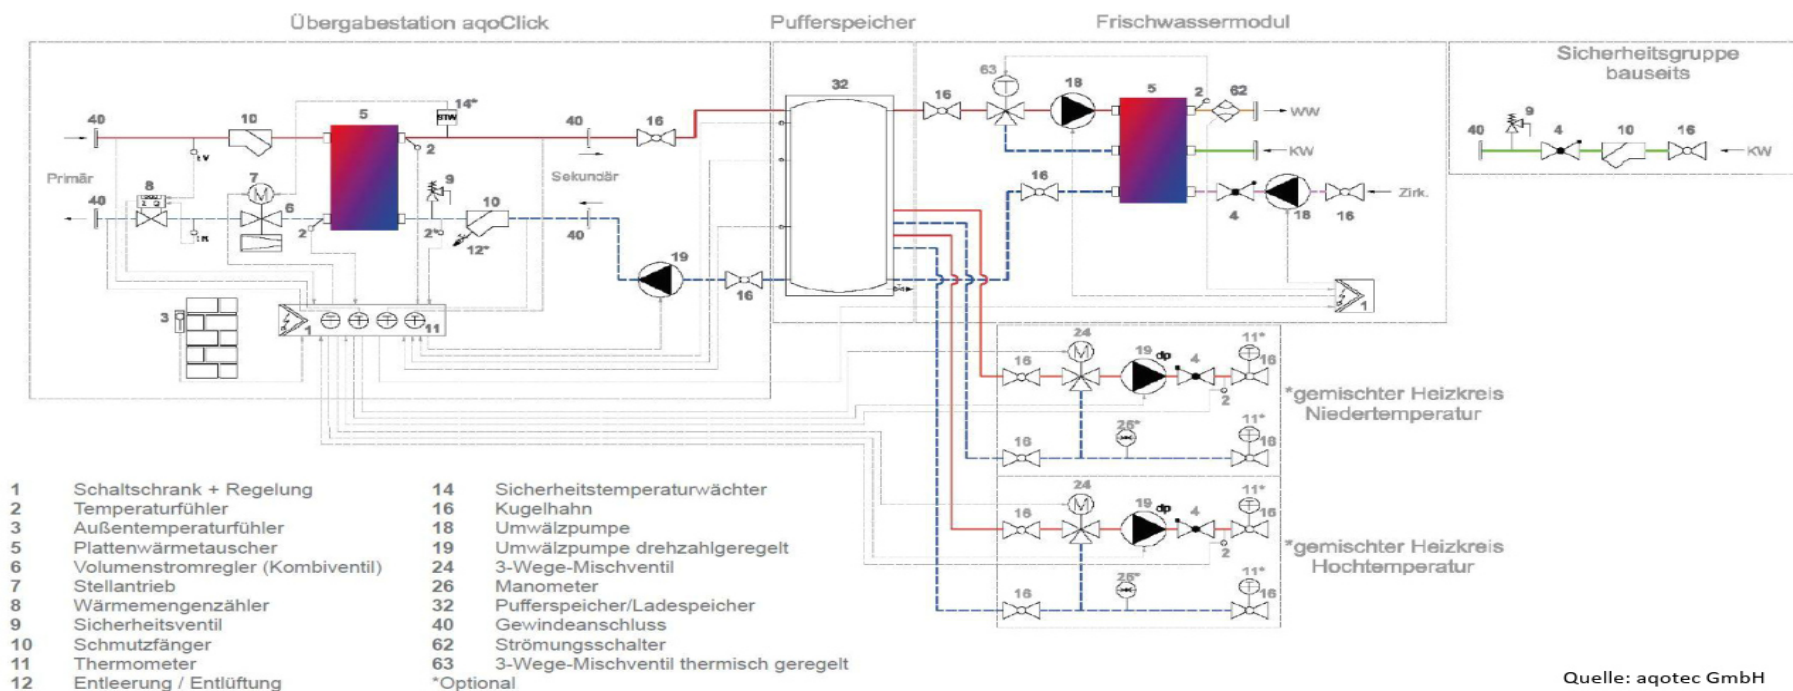 Übergabestation aqoClick
Pufferspeicher
Frischwassermodul
Sicherheitsgruppe
bauseits
40
10
5
14*
STW
40
16
2
Primär
Sekundär
8
7
M
6
9
10
40
2
2*
12*
40
19
16
3
1
11
32
16
63
T
18
5
2
62
WW
KW
16
4
18
16
Zirk.
1
40
9
4
10
16
KW
24
M
16
19
dp
4
11*
16
2
*gemischter Heizkreis
Niedertemperatur
16
26*
11*
16
24
M
16
19
dp
4
11*
16
2
*gemischter Heizkreis
Hochtemperatur
16
26*
11*
16
1 Schaltschrank + Regelung
2 Temperaturfühler
3 Außentemperaturfühler
5 Plattenwärmetauscher
6 Volumenstromregler (Kombiventil)
7 Stellantrieb
8 Wärmemengenzähler
9 Sicherheitsventil
10 Schmutzfänger
11 Thermometer
12 Entleerung / Entlüftung
14 Sicherheitstemperaturwächter
16 Kugelhahn
18 Umwälzpumpe
19 Umwälzpumpe drehzahlgeregelt
24 3-Wege-Mischventil
26 Manometer
32 Pufferspeicher/Ladespeicher
40 Gewindeanschluss
62 Strömungsschalter
63 3-Wege-Mischventil thermisch geregelt
*Optional
Quelle: aqotec GmbH